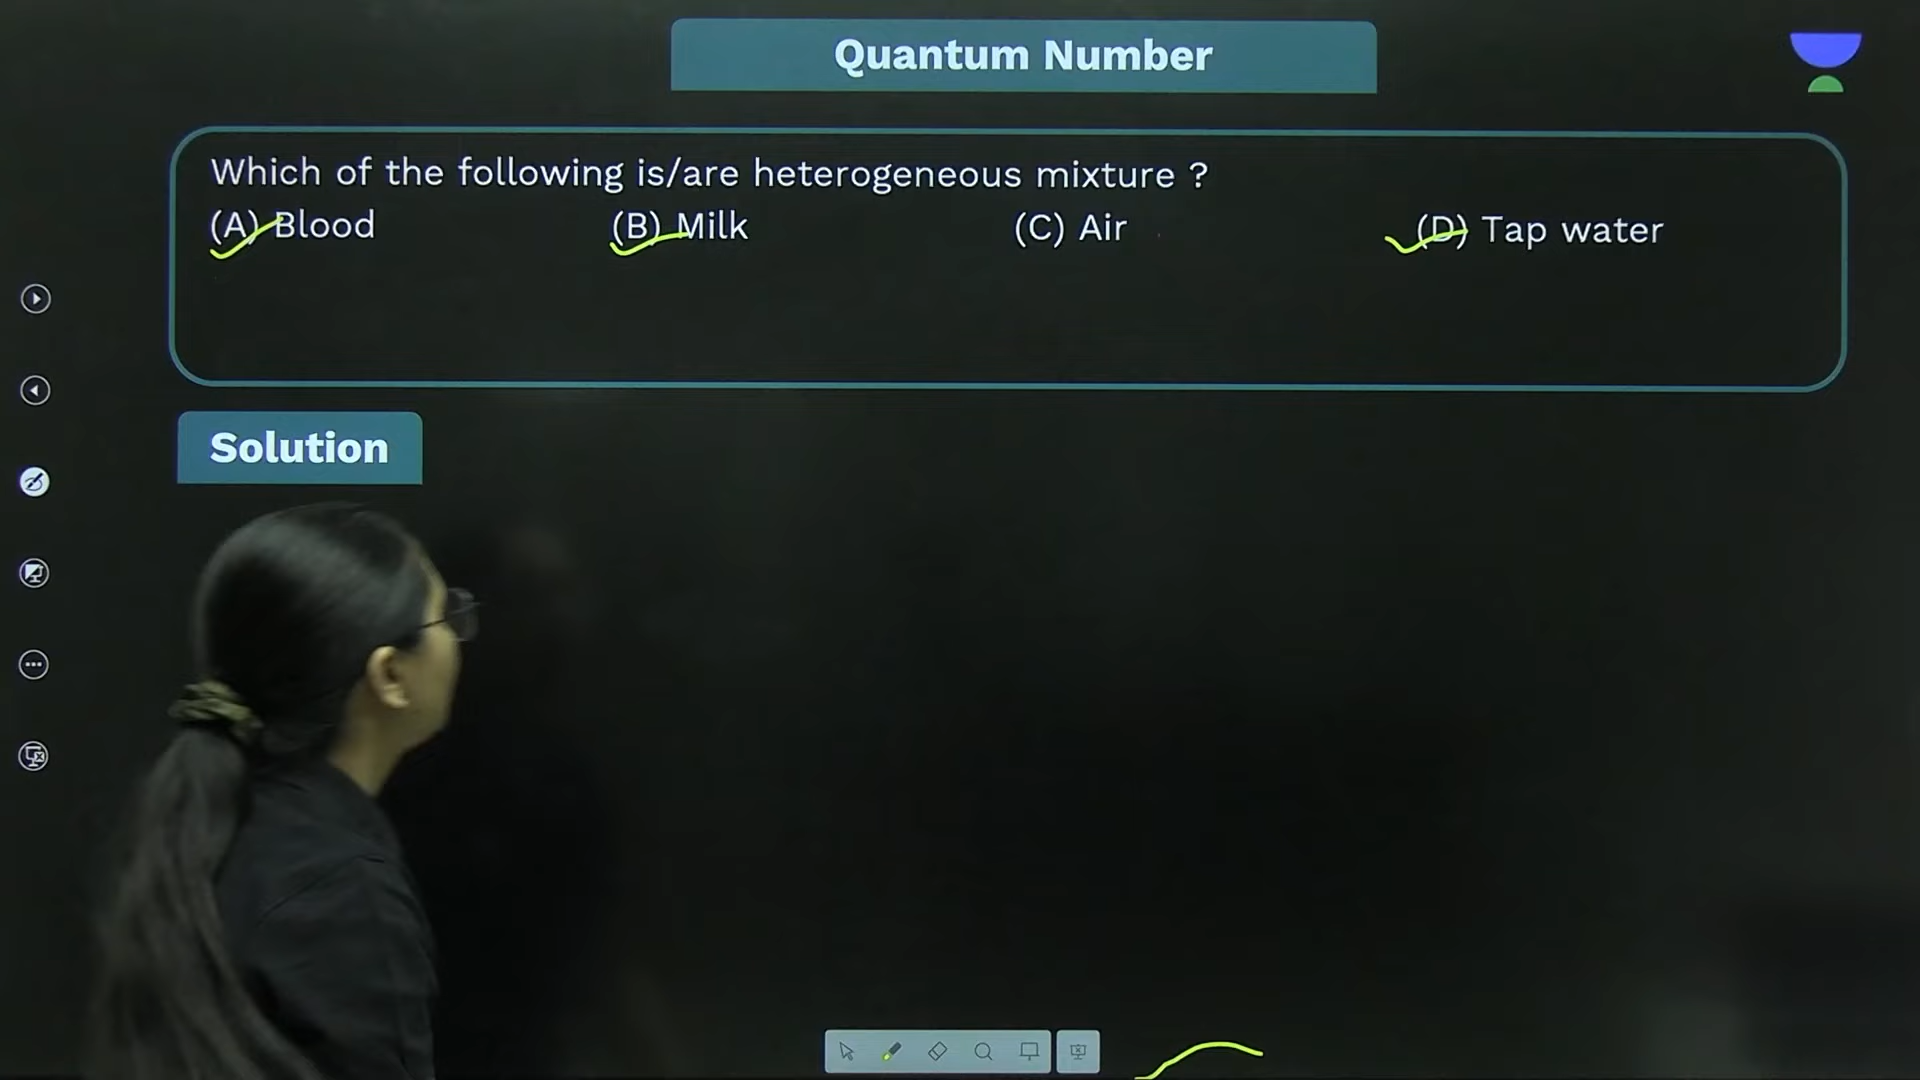 Quantum Number
Which of the following is/are heterogeneous mixture ?
(A) Blood (B) Milk (C) Air (D) Tap water
Solution